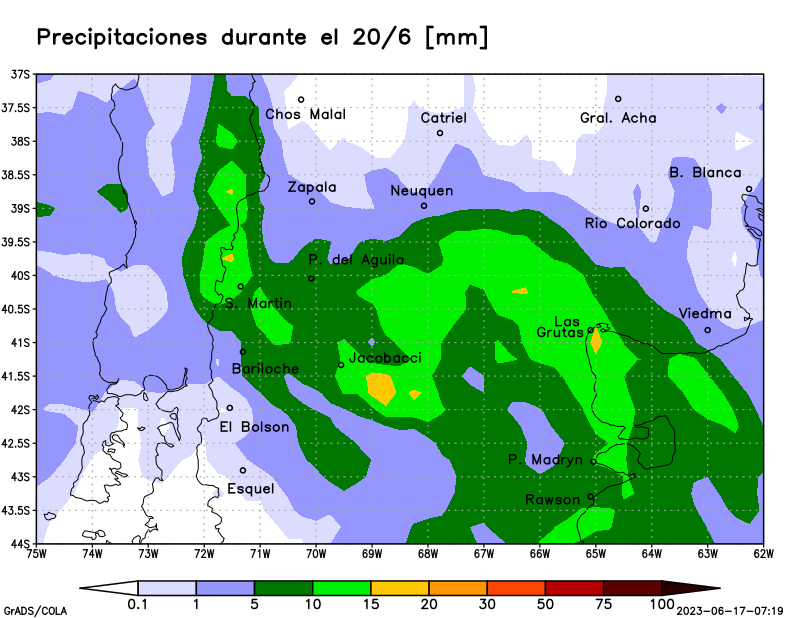 Precipitaciones durante el 20/6 [mm]
37S
37.5S
Chos Malal
Catriel
Gral. Acha
38S
38.5S
B. Blanca
Zapala
Neuquen
39S
Rio Colorado
39.5S
P. del Aguila
40S
S. Martin
40.5S
Las
Grutas
Viedma
41S
Bariloche
Jacobacci
41.5S
42S
El Bolson
42.5S
P. Madryn
43S
Esquel
Rawson
43.5S
44S
75W 74W 73W 72W 71W 70W 69W 68W 67W 66W 65W 64W 63W 62W
0.1 1 5 10 15 20 30 50 75 100
GrADS/COLA
2023-06-17-07:19